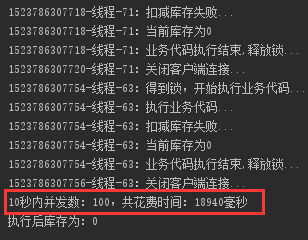 1523786307718-线程-71: 扣减库存失败...
1523786307718-线程-71: 当前库存为0
1523786307718-线程-71: 业务代码执行结束,释放锁...
1523786307720-线程-71: 关闭客户端连接...
1523786307754-线程-63: 得到锁，开始执行业务代码...
1523786307754-线程-63: 执行业务代码...
1523786307754-线程-63: 扣减库存失败...
1523786307754-线程-63: 当前库存为0
1523786307754-线程-63: 业务代码执行结束,释放锁...
1523786307756-线程-63: 关闭客户端连接...
10秒内并发数: 100，共花费时间: 18940毫秒
执行后库存为: 0